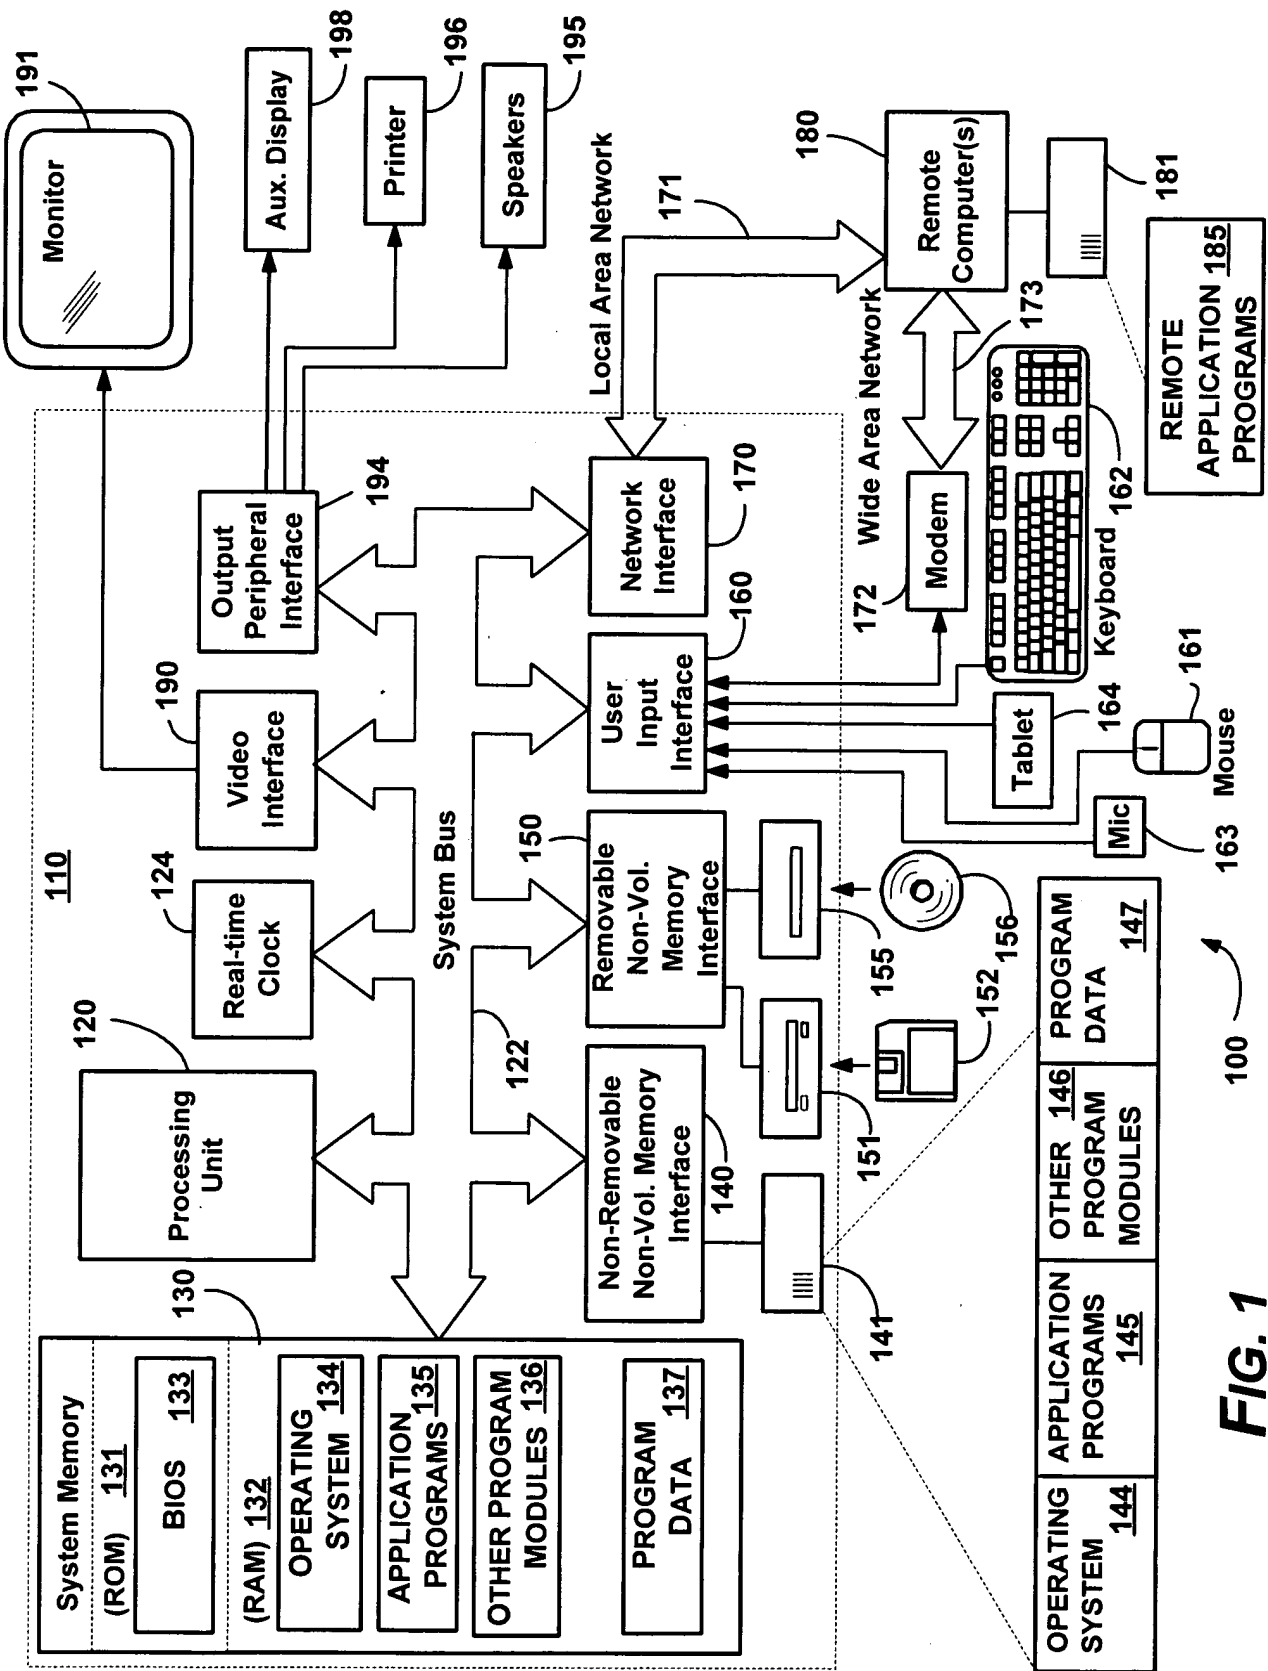 110
System Memory
(ROM) 131
BIOS 133
(RAM) 132
OPERATING
SYSTEM 134
APPLICATION
PROGRAMS 135
OTHER PROGRAM
MODULES 136
PROGRAM
DATA 137
130
120
Processing
Unit
124
Real-time
Clock
190
Video
Interface
Output
Peripheral
Interface
194
Monitor
191
Aux. Display
198
Printer
196
Speakers
195
System Bus
122
Non-Removable
Non-Vol. Memory
Interface
140
150
Removable
Non-Vol.
Memory
Interface
User
Input
Interface
160
Network
Interface
170
Local Area Network
171
141
151
152
155
156
Wide Area Network
172
Modem
173
180
Remote
Computer(s)
181
REMOTE
APPLICATION 185
PROGRAMS
162
Keyboard
Tablet
164
161
Mouse
Mic
163
OPERATING
SYSTEM 144
APPLICATION
PROGRAMS
145
OTHER 146
PROGRAM
MODULES
PROGRAM
DATA
147
100
FIG. 1